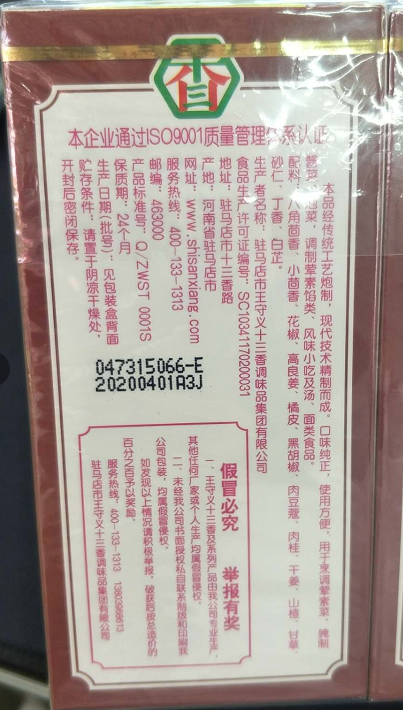 本企业通过ISO9001质量管理体系认证
本品经传统工艺炮制，现代技术精制而成。口味纯正，使用方便，用于烹调荤素菜，腌制
酱菜、泡菜，调制荤素馅类、风味小吃及汤、面类食品。
配料：八角茴香、小茴香、花椒、高良姜、橘皮、黑胡椒、肉豆蔻、肉桂、干姜、山楂、甘草、
砂仁、丁香、白芷。
生产者名称：驻马店市王守义十三香调味品集团有限公司
食品生产许可证编号：SC10341170200031
地址：驻马店市十三香路
产地：河南省驻马店市
网址：www.shisanxiang.com
服务热线：400-133-1313
邮编：463000
产品标准号：Q/ZWST 0001S
保质期：24个月
生产日期(批号)：见包装盒背面
贮存条件：请置于阴凉干燥处，
开封后密闭保存。
047315066-E
20200401A3J
假冒必究 举报有奖
一、王守义十三香及系列产品由我公司专业生产，
其他任何厂家或个人生产均属假冒侵权。
二、未经我公司书面授权私自联系制版和印刷我
公司包装，均属假冒侵权。
如发现以上情况请积极举报，破获后按总造价的
百分之百予以奖励。
服务热线：400-133-1313
驻马店市王守义十三香调味品集团有限公司